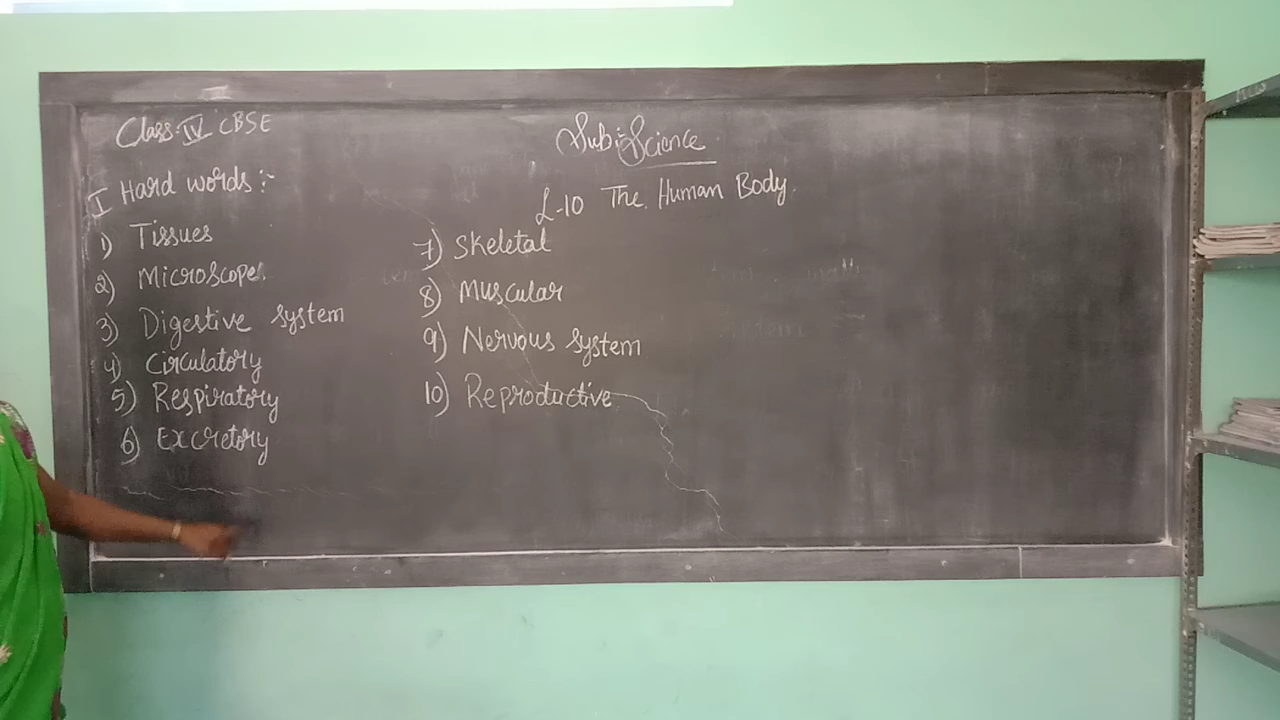 Class: IV CBSE
Sub:- Science
L-10 The Human Body
I Hard words :-
1) Tissues
2) Microscope
3) Digestive system
4) Circulatory
5) Respiratory
6) Excretory
7) Skeletal
8) Muscular
9) Nervous system
10) Reproductive